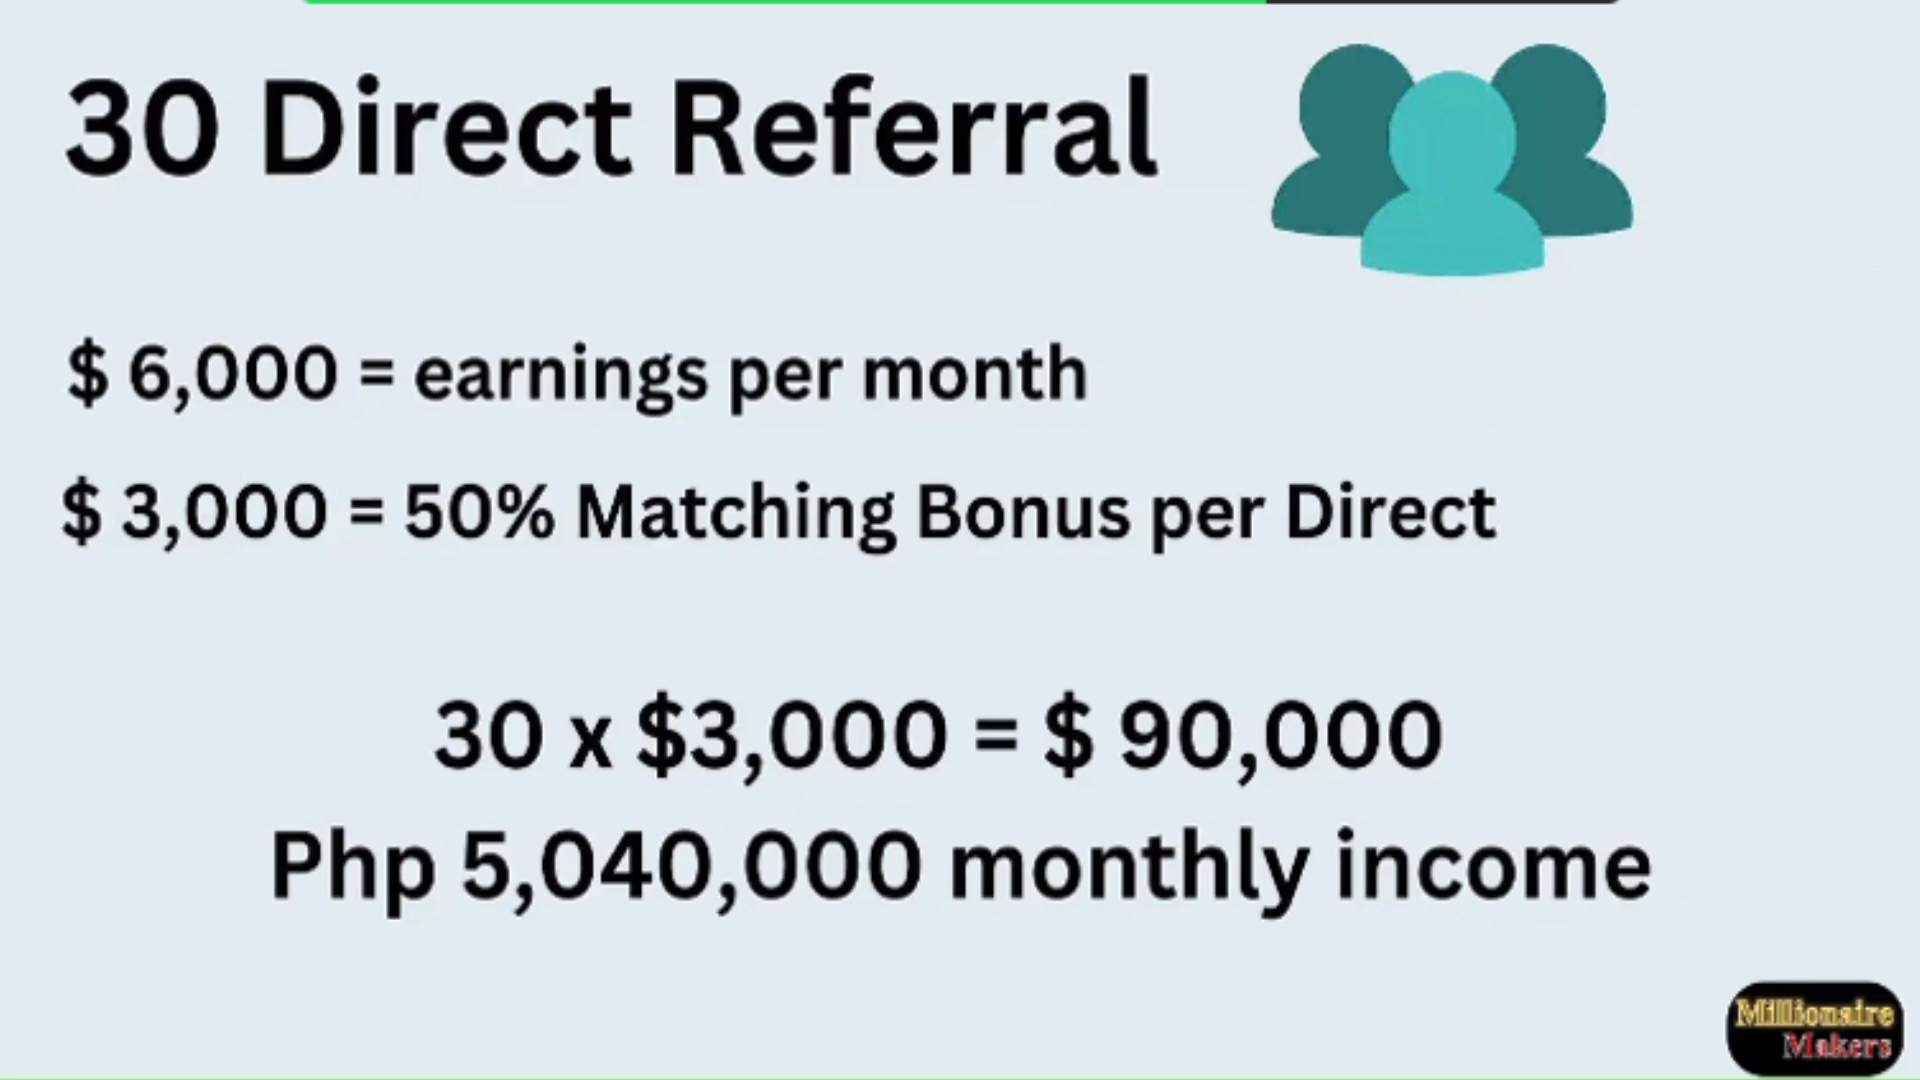 30 Direct Referral
$ 6,000 = earnings per month
$ 3,000 = 50% Matching Bonus per Direct
30 x $3,000 = $ 90,000
Php 5,040,000 monthly income
Millionaire
Makers